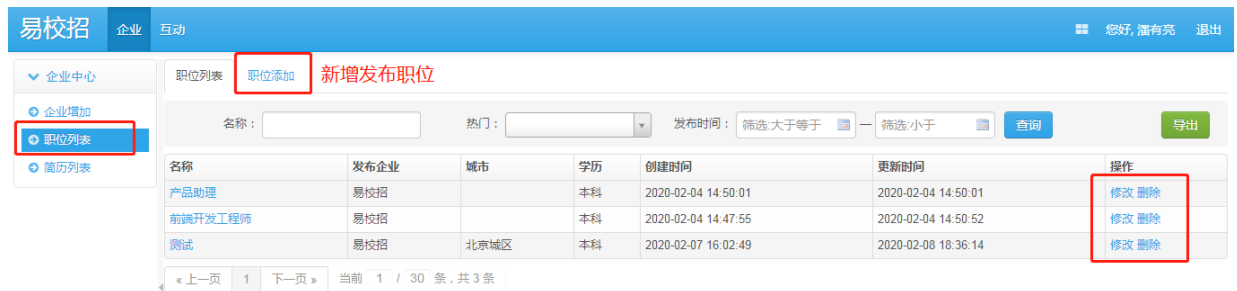 易校招 企业 互动 您好, 潘有亮 退出
企业中心
企业增加
职位列表
简历列表
职位列表 职位添加 新增发布职位
名称： 热门： 发布时间： 筛选:大于等于 — 筛选:小于 查询 导出
名称 发布企业 城市 学历 创建时间 更新时间 操作
产品助理 易校招 本科 2020-02-04 14:50:01 2020-02-04 14:50:01 修改 删除
前端开发工程师 易校招 本科 2020-02-04 14:47:55 2020-02-04 14:50:52 修改 删除
测试 易校招 北京城区 本科 2020-02-07 16:02:49 2020-02-08 18:36:14 修改 删除
« 上一页 1 下一页 » 当前 1 / 30 条 , 共 3 条